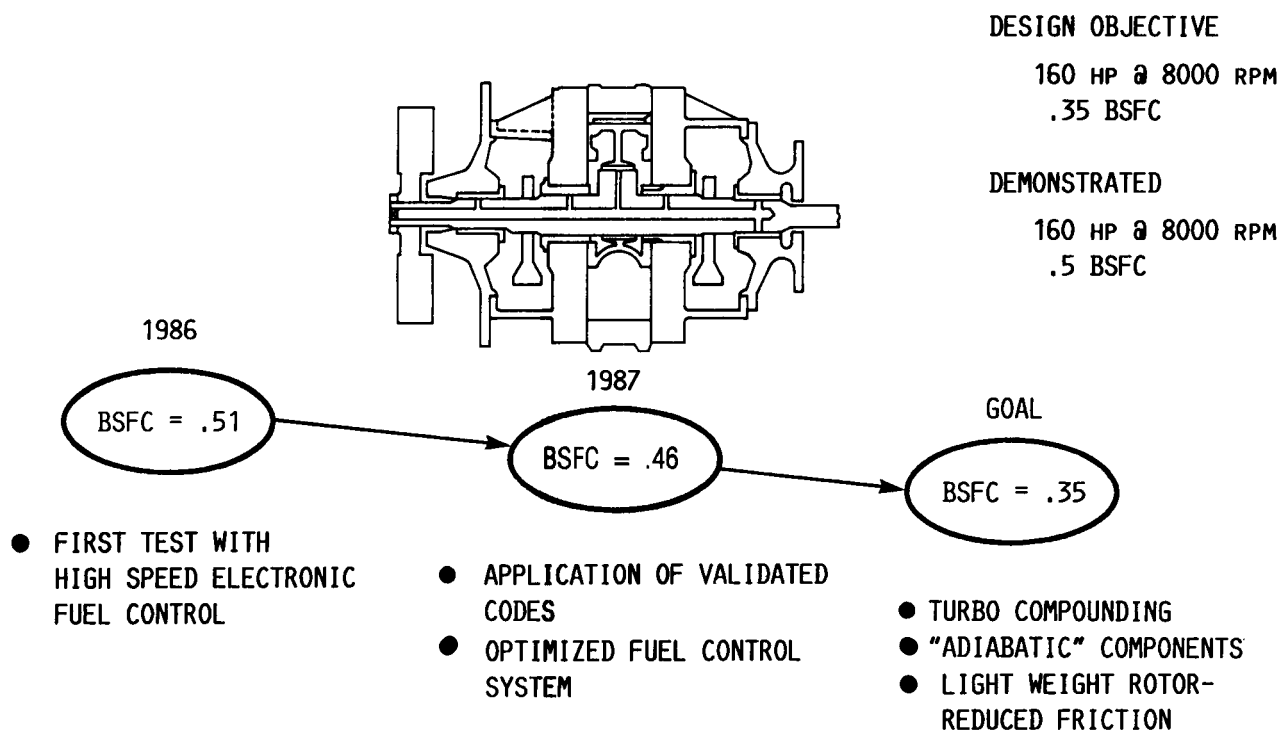 DESIGN OBJECTIVE
160 HP @ 8000 RPM
.35 BSFC
DEMONSTRATED
160 HP @ 8000 RPM
.5 BSFC
1986
BSFC = .51
● FIRST TEST WITH
HIGH SPEED ELECTRONIC
FUEL CONTROL
1987
BSFC = .46
● APPLICATION OF VALIDATED
CODES
● OPTIMIZED FUEL CONTROL
SYSTEM
GOAL
BSFC = .35
● TURBO COMPOUNDING
● "ADIABATIC" COMPONENTS
● LIGHT WEIGHT ROTOR-
REDUCED FRICTION